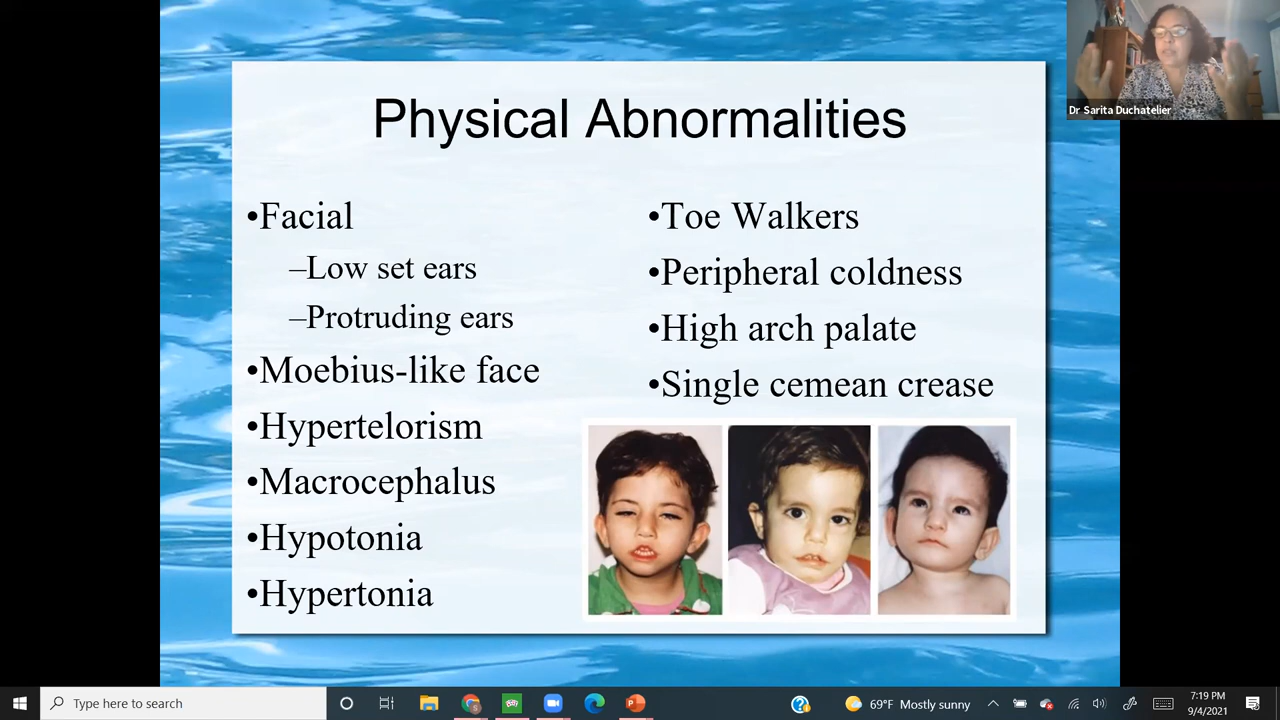 Dr Sarita Duchatelier
Physical Abnormalities
•Facial
–Low set ears
–Protruding ears
•Moebius-like face
•Hypertelorism
•Macrocephalus
•Hypotonia
•Hypertonia
•Toe Walkers
•Peripheral coldness
•High arch palate
•Single cemean crease
Type here to search
69°F Mostly sunny
7:19 PM
9/4/2021